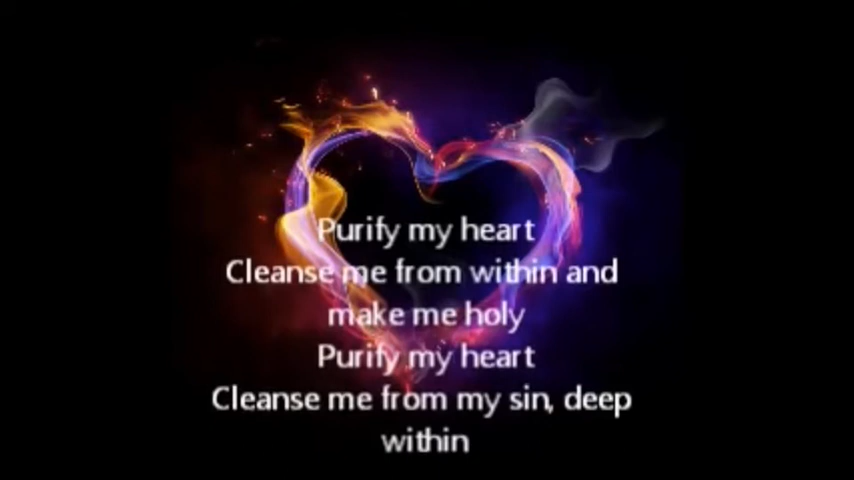 Purify my heart
Cleanse me from within and
make me holy
Purify my heart
Cleanse me from my sin, deep
within